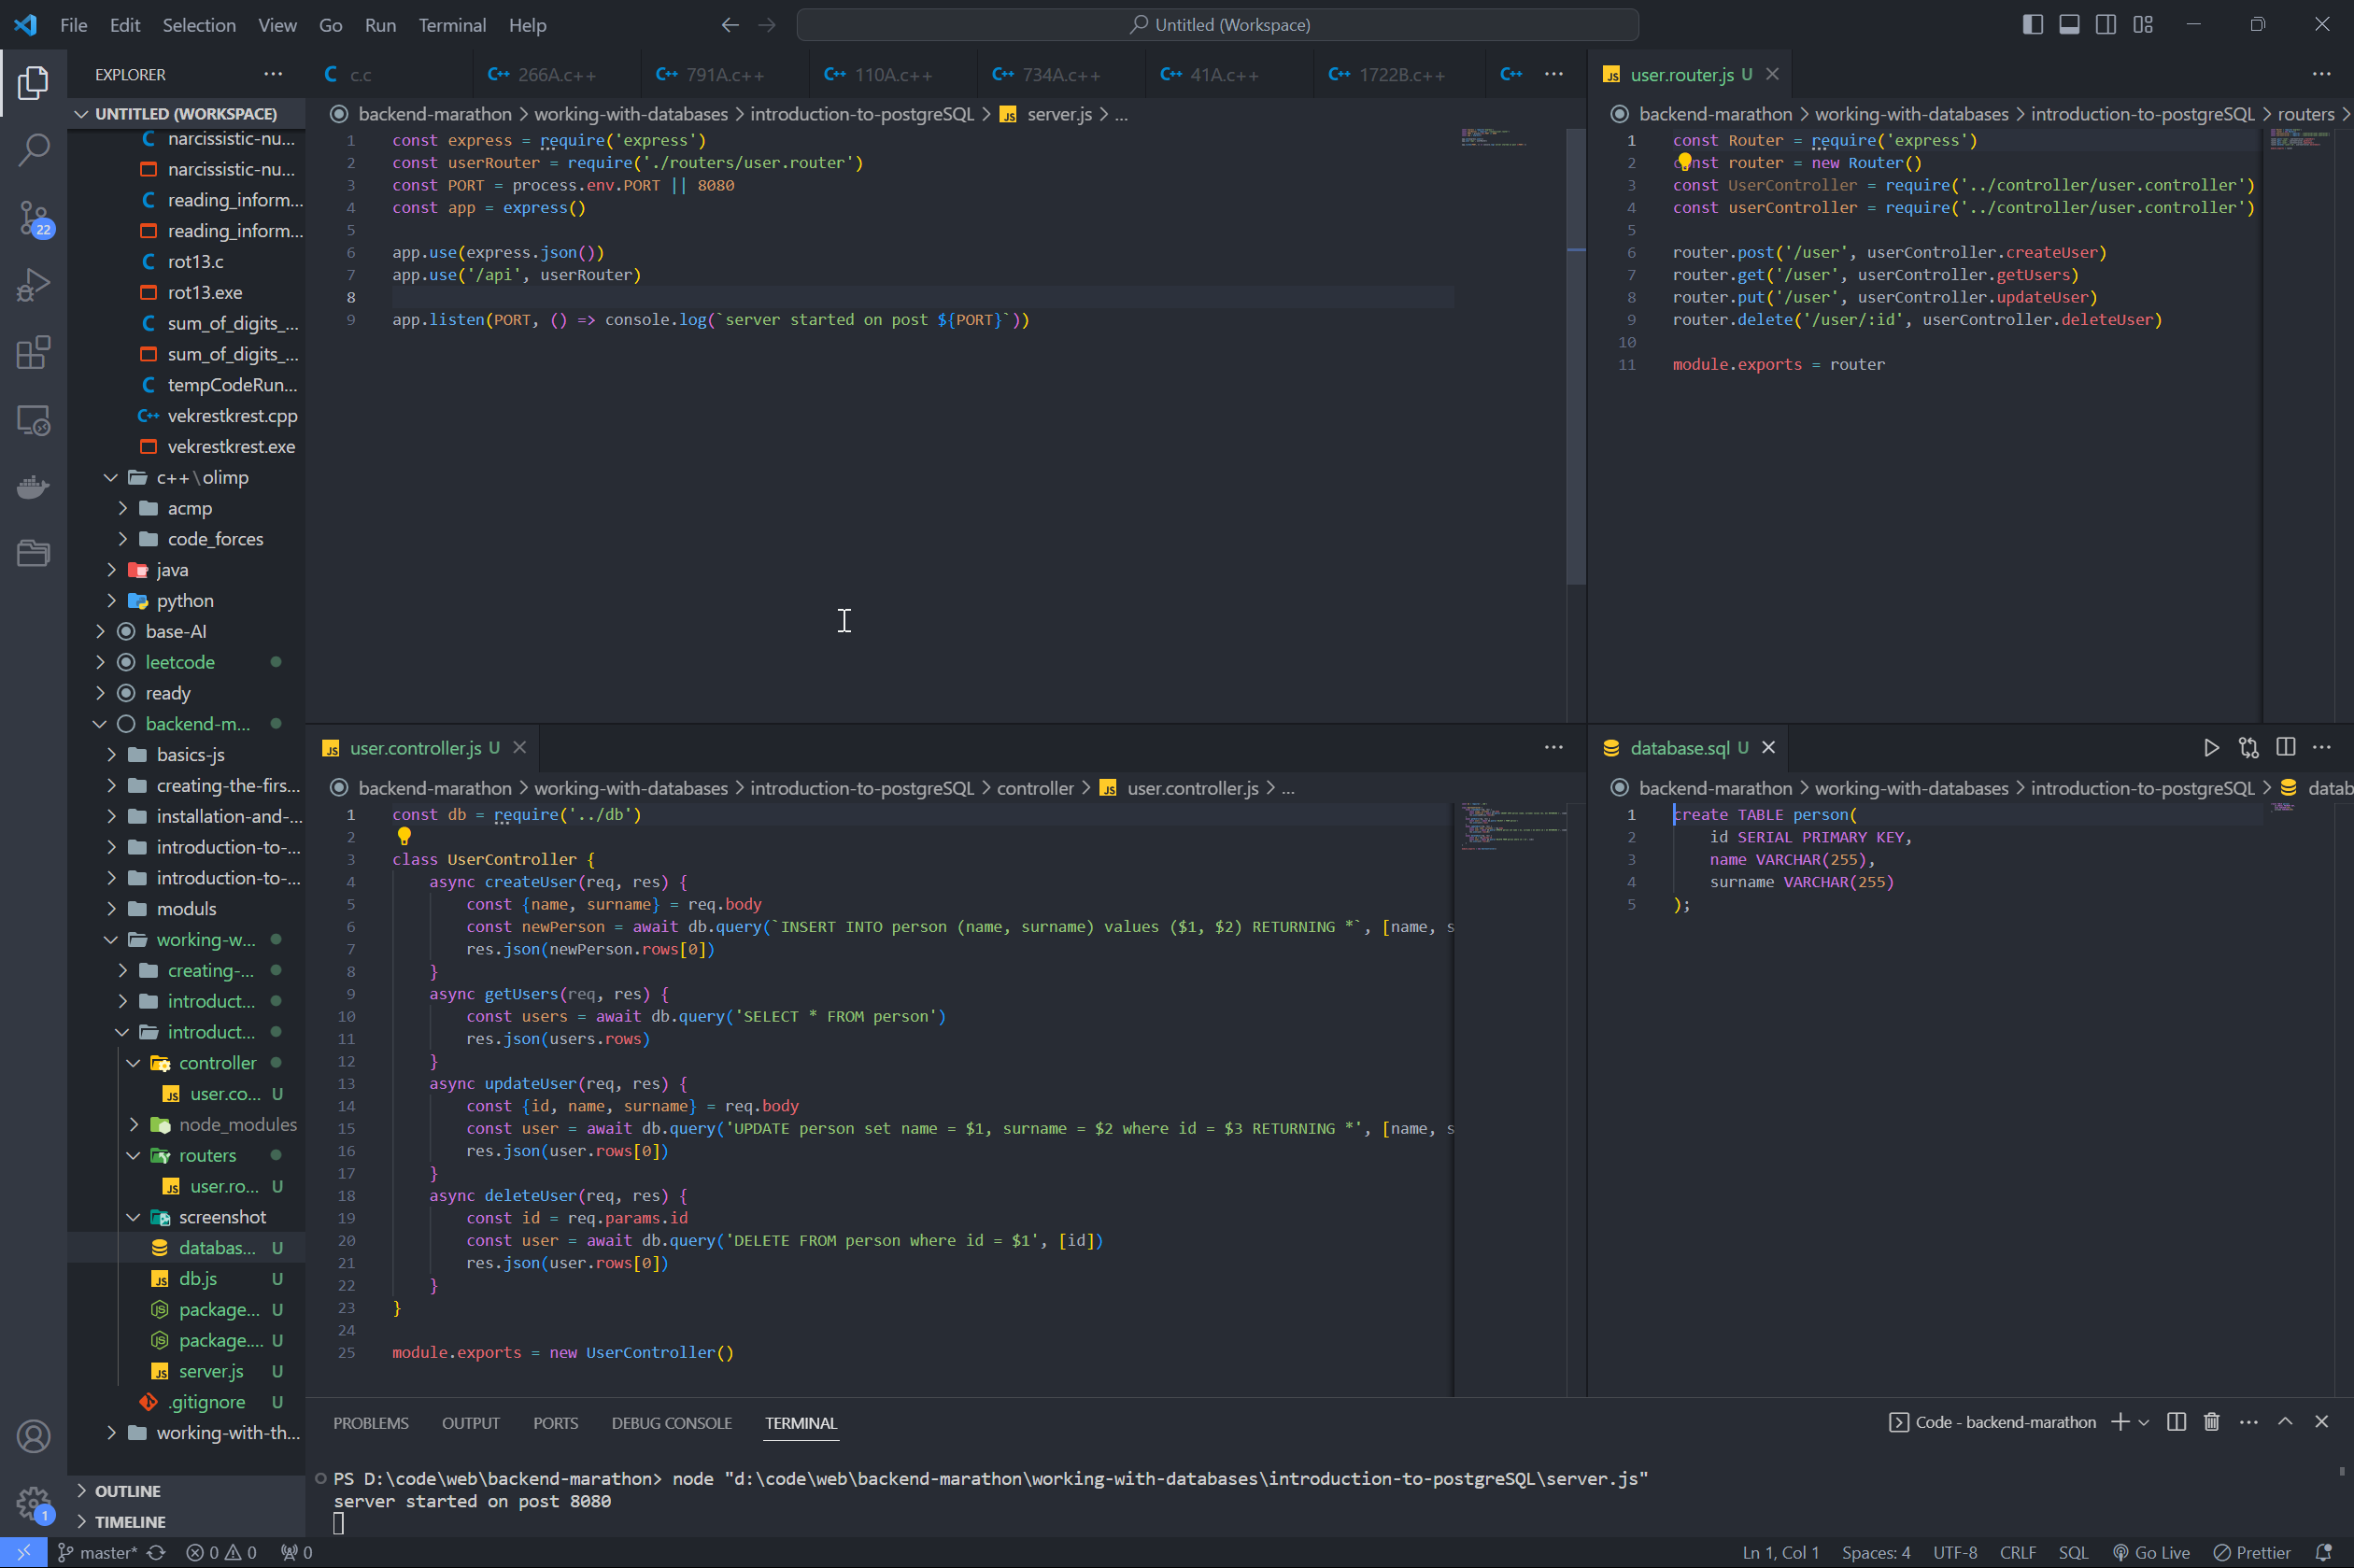 File Edit Selection View Go Run Terminal Help
Untitled (Workspace)
EXPLORER
UNTITLED (WORKSPACE)
narcissistic-nu...
narcissistic-nu...
reading_inform...
reading_inform...
rot13.c
rot13.exe
sum_of_digits_...
sum_of_digits_...
tempCodeRun...
vekrestkrest.cpp
vekrestkrest.exe
c++\olimp
acmp
code_forces
java
python
base-AI
leetcode
ready
backend-m...
basics-js
creating-the-firs...
installation-and-...
introduction-to-...
introduction-to-...
moduls
working-w...
creating-...
introduct...
introduct...
controller
user.co... U
node_modules
routers
user.ro... U
screenshot
databas... U
db.js U
package... U
package.... U
server.js U
.gitignore U
working-with-th...
OUTLINE
TIMELINE
22
1
c.c 266A.c++ 791A.c++ 110A.c++ 734A.c++ 41A.c++ 1722B.c++
backend-marathon > working-with-databases > introduction-to-postgreSQL > server.js > ...
1 const express = require('express')
2 const userRouter = require('./routers/user.router')
3 const PORT = process.env.PORT || 8080
4 const app = express()
5
6 app.use(express.json())
7 app.use('/api', userRouter)
8
9 app.listen(PORT, () => console.log(`server started on post ${PORT}`))
user.router.js U
backend-marathon > working-with-databases > introduction-to-postgreSQL > routers >
1 const Router = require('express')
2 const router = new Router()
3 const UserController = require('../controller/user.controller')
4 const userController = require('../controller/user.controller')
5
6 router.post('/user', userController.createUser)
7 router.get('/user', userController.getUsers)
8 router.put('/user', userController.updateUser)
9 router.delete('/user/:id', userController.deleteUser)
10
11 module.exports = router
user.controller.js U
backend-marathon > working-with-databases > introduction-to-postgreSQL > controller > user.controller.js > ...
1 const db = require('../db')
2
3 class UserController {
4 async createUser(req, res) {
5 const {name, surname} = req.body
6 const newPerson = await db.query(`INSERT INTO person (name, surname) values ($1, $2) RETURNING *`, [name, s
7 res.json(newPerson.rows[0])
8 }
9 async getUsers(req, res) {
10 const users = await db.query('SELECT * FROM person')
11 res.json(users.rows)
12 }
13 async updateUser(req, res) {
14 const {id, name, surname} = req.body
15 const user = await db.query('UPDATE person set name = $1, surname = $2 where id = $3 RETURNING *', [name, s
16 res.json(user.rows[0])
17 }
18 async deleteUser(req, res) {
19 const id = req.params.id
20 const user = await db.query('DELETE FROM person where id = $1', [id])
21 res.json(user.rows[0])
22 }
23 }
24
25 module.exports = new UserController()
database.sql U
backend-marathon > working-with-databases > introduction-to-postgreSQL > datab
1 create TABLE person(
2 id SERIAL PRIMARY KEY,
3 name VARCHAR(255),
4 surname VARCHAR(255)
5 );
PROBLEMS OUTPUT PORTS DEBUG CONSOLE TERMINAL
Code - backend-marathon
PS D:\code\web\backend-marathon> node "d:\code\web\backend-marathon\working-with-databases\introduction-to-postgreSQL\server.js"
server started on post 8080
master* 0 0 0
Ln 1, Col 1 Spaces: 4 UTF-8 CRLF SQL Go Live Prettier